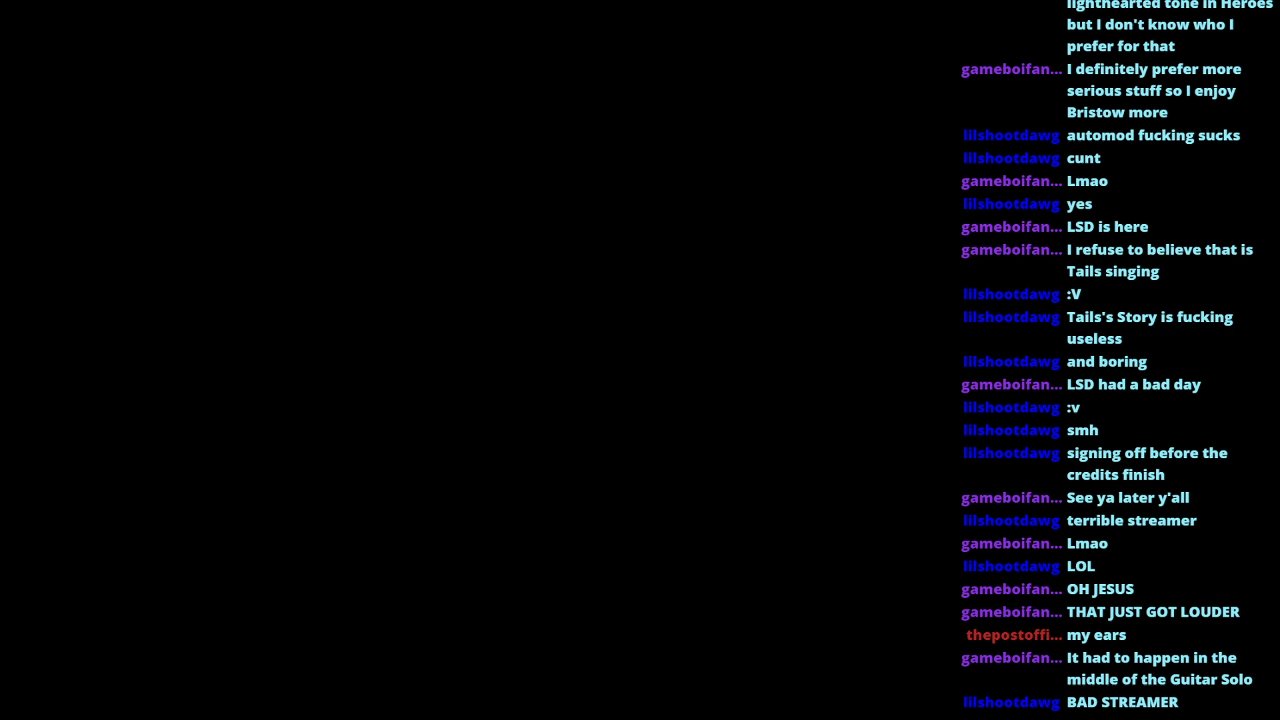 lighthearted tone in Heroes
but I don't know who I
prefer for that
gameboifan... I definitely prefer more
serious stuff so I enjoy
Bristow more
lilshootdawg automod fucking sucks
lilshootdawg cunt
gameboifan... Lmao
lilshootdawg yes
gameboifan... LSD is here
gameboifan... I refuse to believe that is
Tails singing
lilshootdawg :V
lilshootdawg Tails's Story is fucking
useless
lilshootdawg and boring
gameboifan... LSD had a bad day
lilshootdawg :v
lilshootdawg smh
lilshootdawg signing off before the
credits finish
gameboifan... See ya later y'all
lilshootdawg terrible streamer
gameboifan... Lmao
lilshootdawg LOL
gameboifan... OH JESUS
gameboifan... THAT JUST GOT LOUDER
thepostoffi... my ears
gameboifan... It had to happen in the
middle of the Guitar Solo
lilshootdawg BAD STREAMER